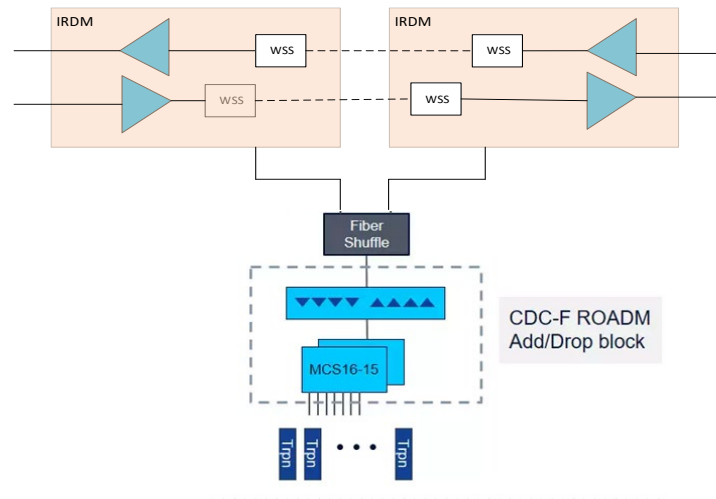 IRDM
IRDM
WSS
WSS
WSS
WSS
Fiber
Shuffle
CDC-F ROADM
Add/Drop block
MCS16-15
Trpn
Trpn
Trpn